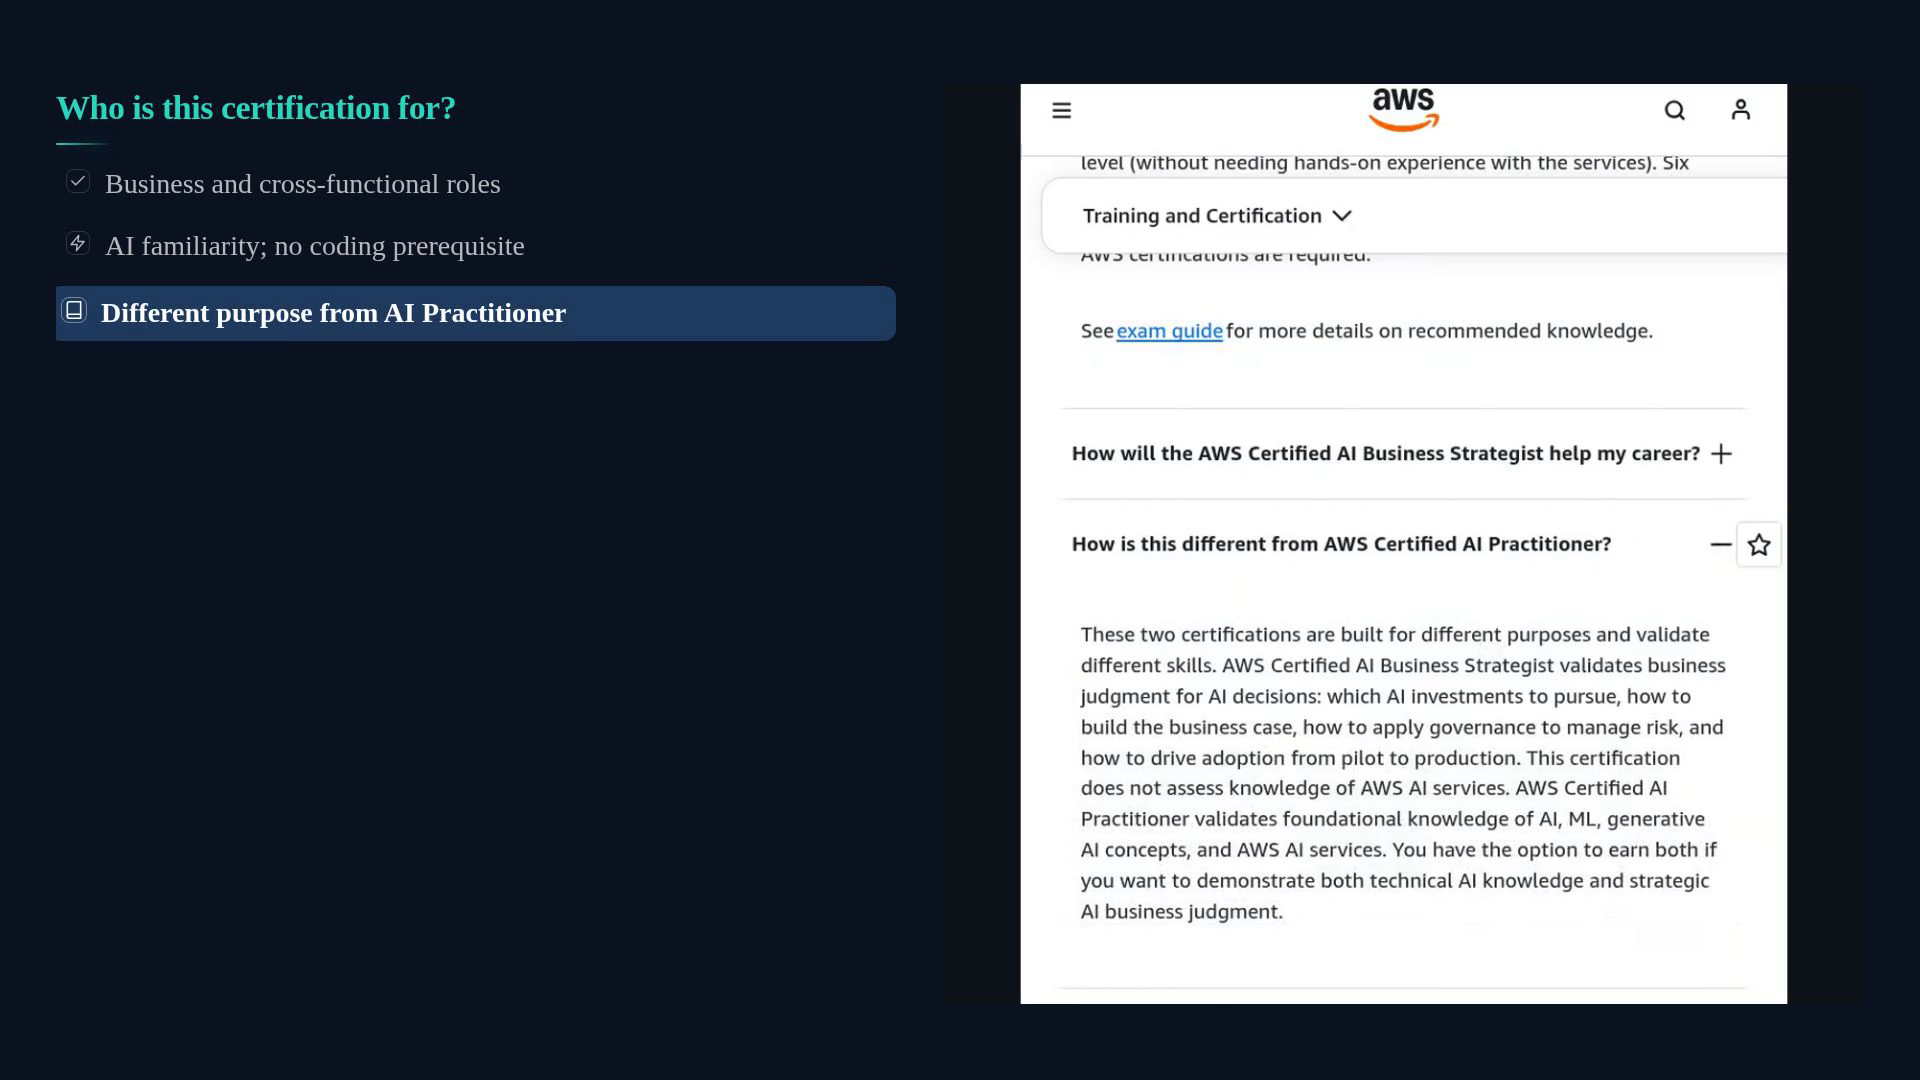 Who is this certification for?
Business and cross-functional roles
AI familiarity; no coding prerequisite
Different purpose from AI Practitioner
aws
level (without needing hands-on experience with the services). Six
Training and Certification
AWS certifications are required.
See exam guide for more details on recommended knowledge.
How will the AWS Certified AI Business Strategist help my career?
How is this different from AWS Certified AI Practitioner?
These two certifications are built for different purposes and validate
different skills. AWS Certified AI Business Strategist validates business
judgment for AI decisions: which AI investments to pursue, how to
build the business case, how to apply governance to manage risk, and
how to drive adoption from pilot to production. This certification
does not assess knowledge of AWS AI services. AWS Certified AI
Practitioner validates foundational knowledge of AI, ML, generative
AI concepts, and AWS AI services. You have the option to earn both if
you want to demonstrate both technical AI knowledge and strategic
AI business judgment.